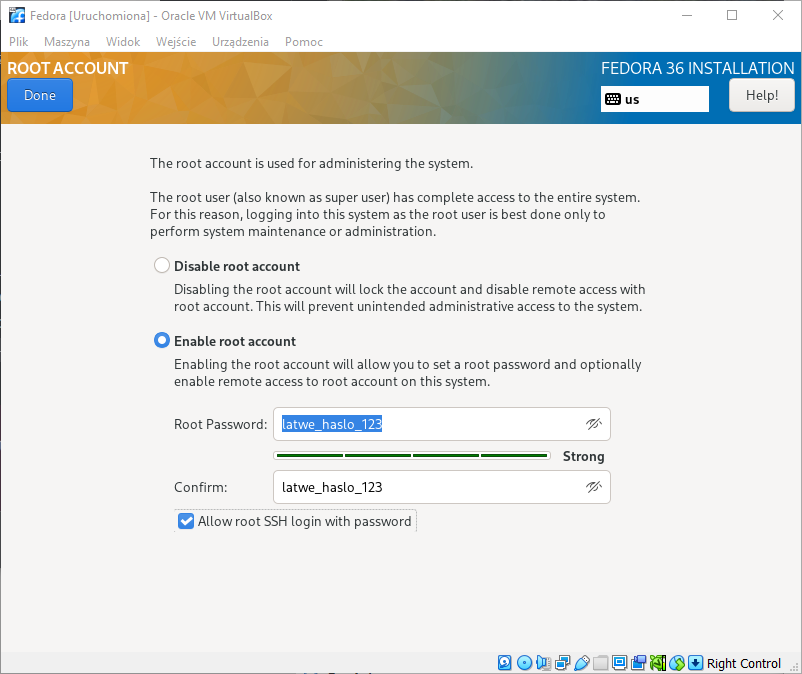 Fedora [Uruchomiona] - Oracle VM VirtualBox
Plik Maszyna Widok Wejście Urządzenia Pomoc
ROOT ACCOUNT
FEDORA 36 INSTALLATION
Done
us
Help!
The root account is used for administering the system.
The root user (also known as super user) has complete access to the entire system.
For this reason, logging into this system as the root user is best done only to
perform system maintenance or administration.
Disable root account
Disabling the root account will lock the account and disable remote access with
root account. This will prevent unintended administrative access to the system.
Enable root account
Enabling the root account will allow you to set a root password and optionally
enable remote access to root account on this system.
Root Password: latwe_haslo_123
Strong
Confirm: latwe_haslo_123
Allow root SSH login with password
Right Control